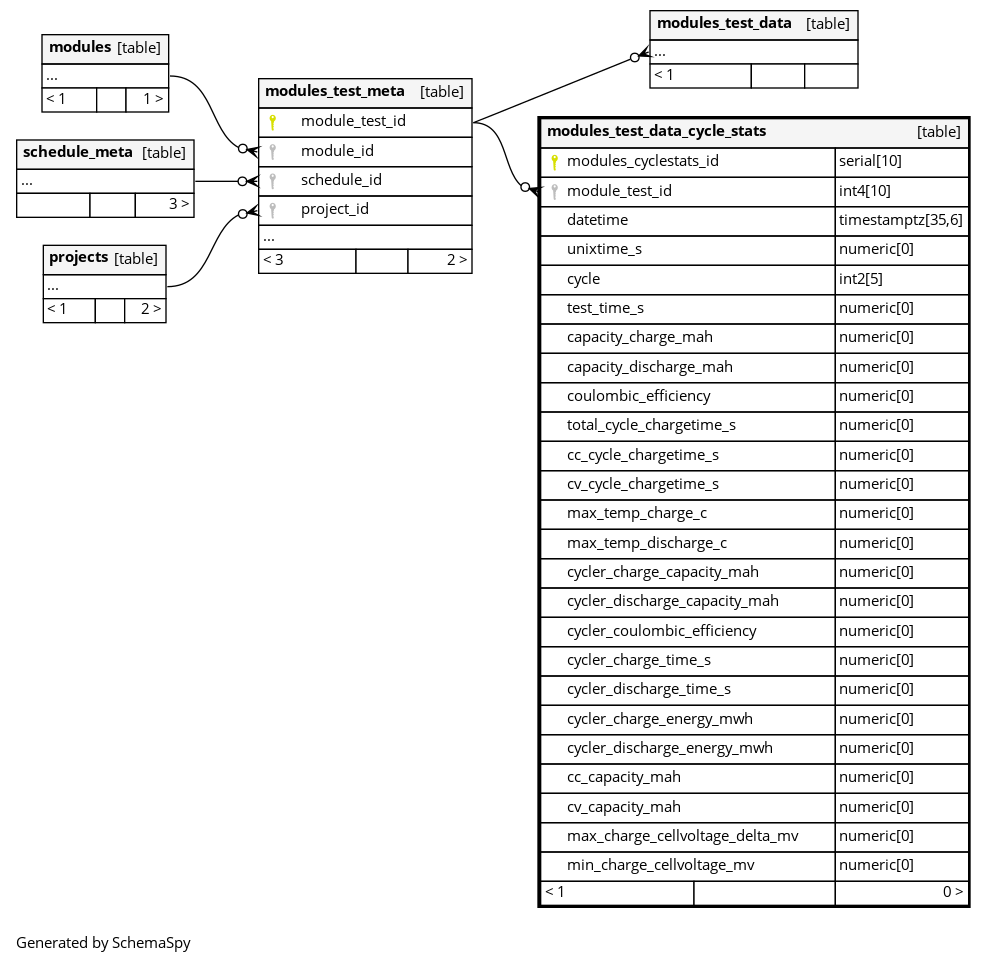 modules [table]
...
< 1 1 >
schedule_meta [table]
...
3 >
projects [table]
...
< 1 2 >
modules_test_meta [table]
module_test_id
module_id
schedule_id
project_id
...
< 3 2 >
modules_test_data [table]
...
< 1
modules_test_data_cycle_stats [table]
modules_cyclestats_id serial[10]
module_test_id int4[10]
datetime timestamptz[35,6]
unixtime_s numeric[0]
cycle int2[5]
test_time_s numeric[0]
capacity_charge_mah numeric[0]
capacity_discharge_mah numeric[0]
coulombic_efficiency numeric[0]
total_cycle_chargetime_s numeric[0]
cc_cycle_chargetime_s numeric[0]
cv_cycle_chargetime_s numeric[0]
max_temp_charge_c numeric[0]
max_temp_discharge_c numeric[0]
cycler_charge_capacity_mah numeric[0]
cycler_discharge_capacity_mah numeric[0]
cycler_coulombic_efficiency numeric[0]
cycler_charge_time_s numeric[0]
cycler_discharge_time_s numeric[0]
cycler_charge_energy_mwh numeric[0]
cycler_discharge_energy_mwh numeric[0]
cc_capacity_mah numeric[0]
cv_capacity_mah numeric[0]
max_charge_cellvoltage_delta_mv numeric[0]
min_charge_cellvoltage_mv numeric[0]
< 1 0 >
Generated by SchemaSpy